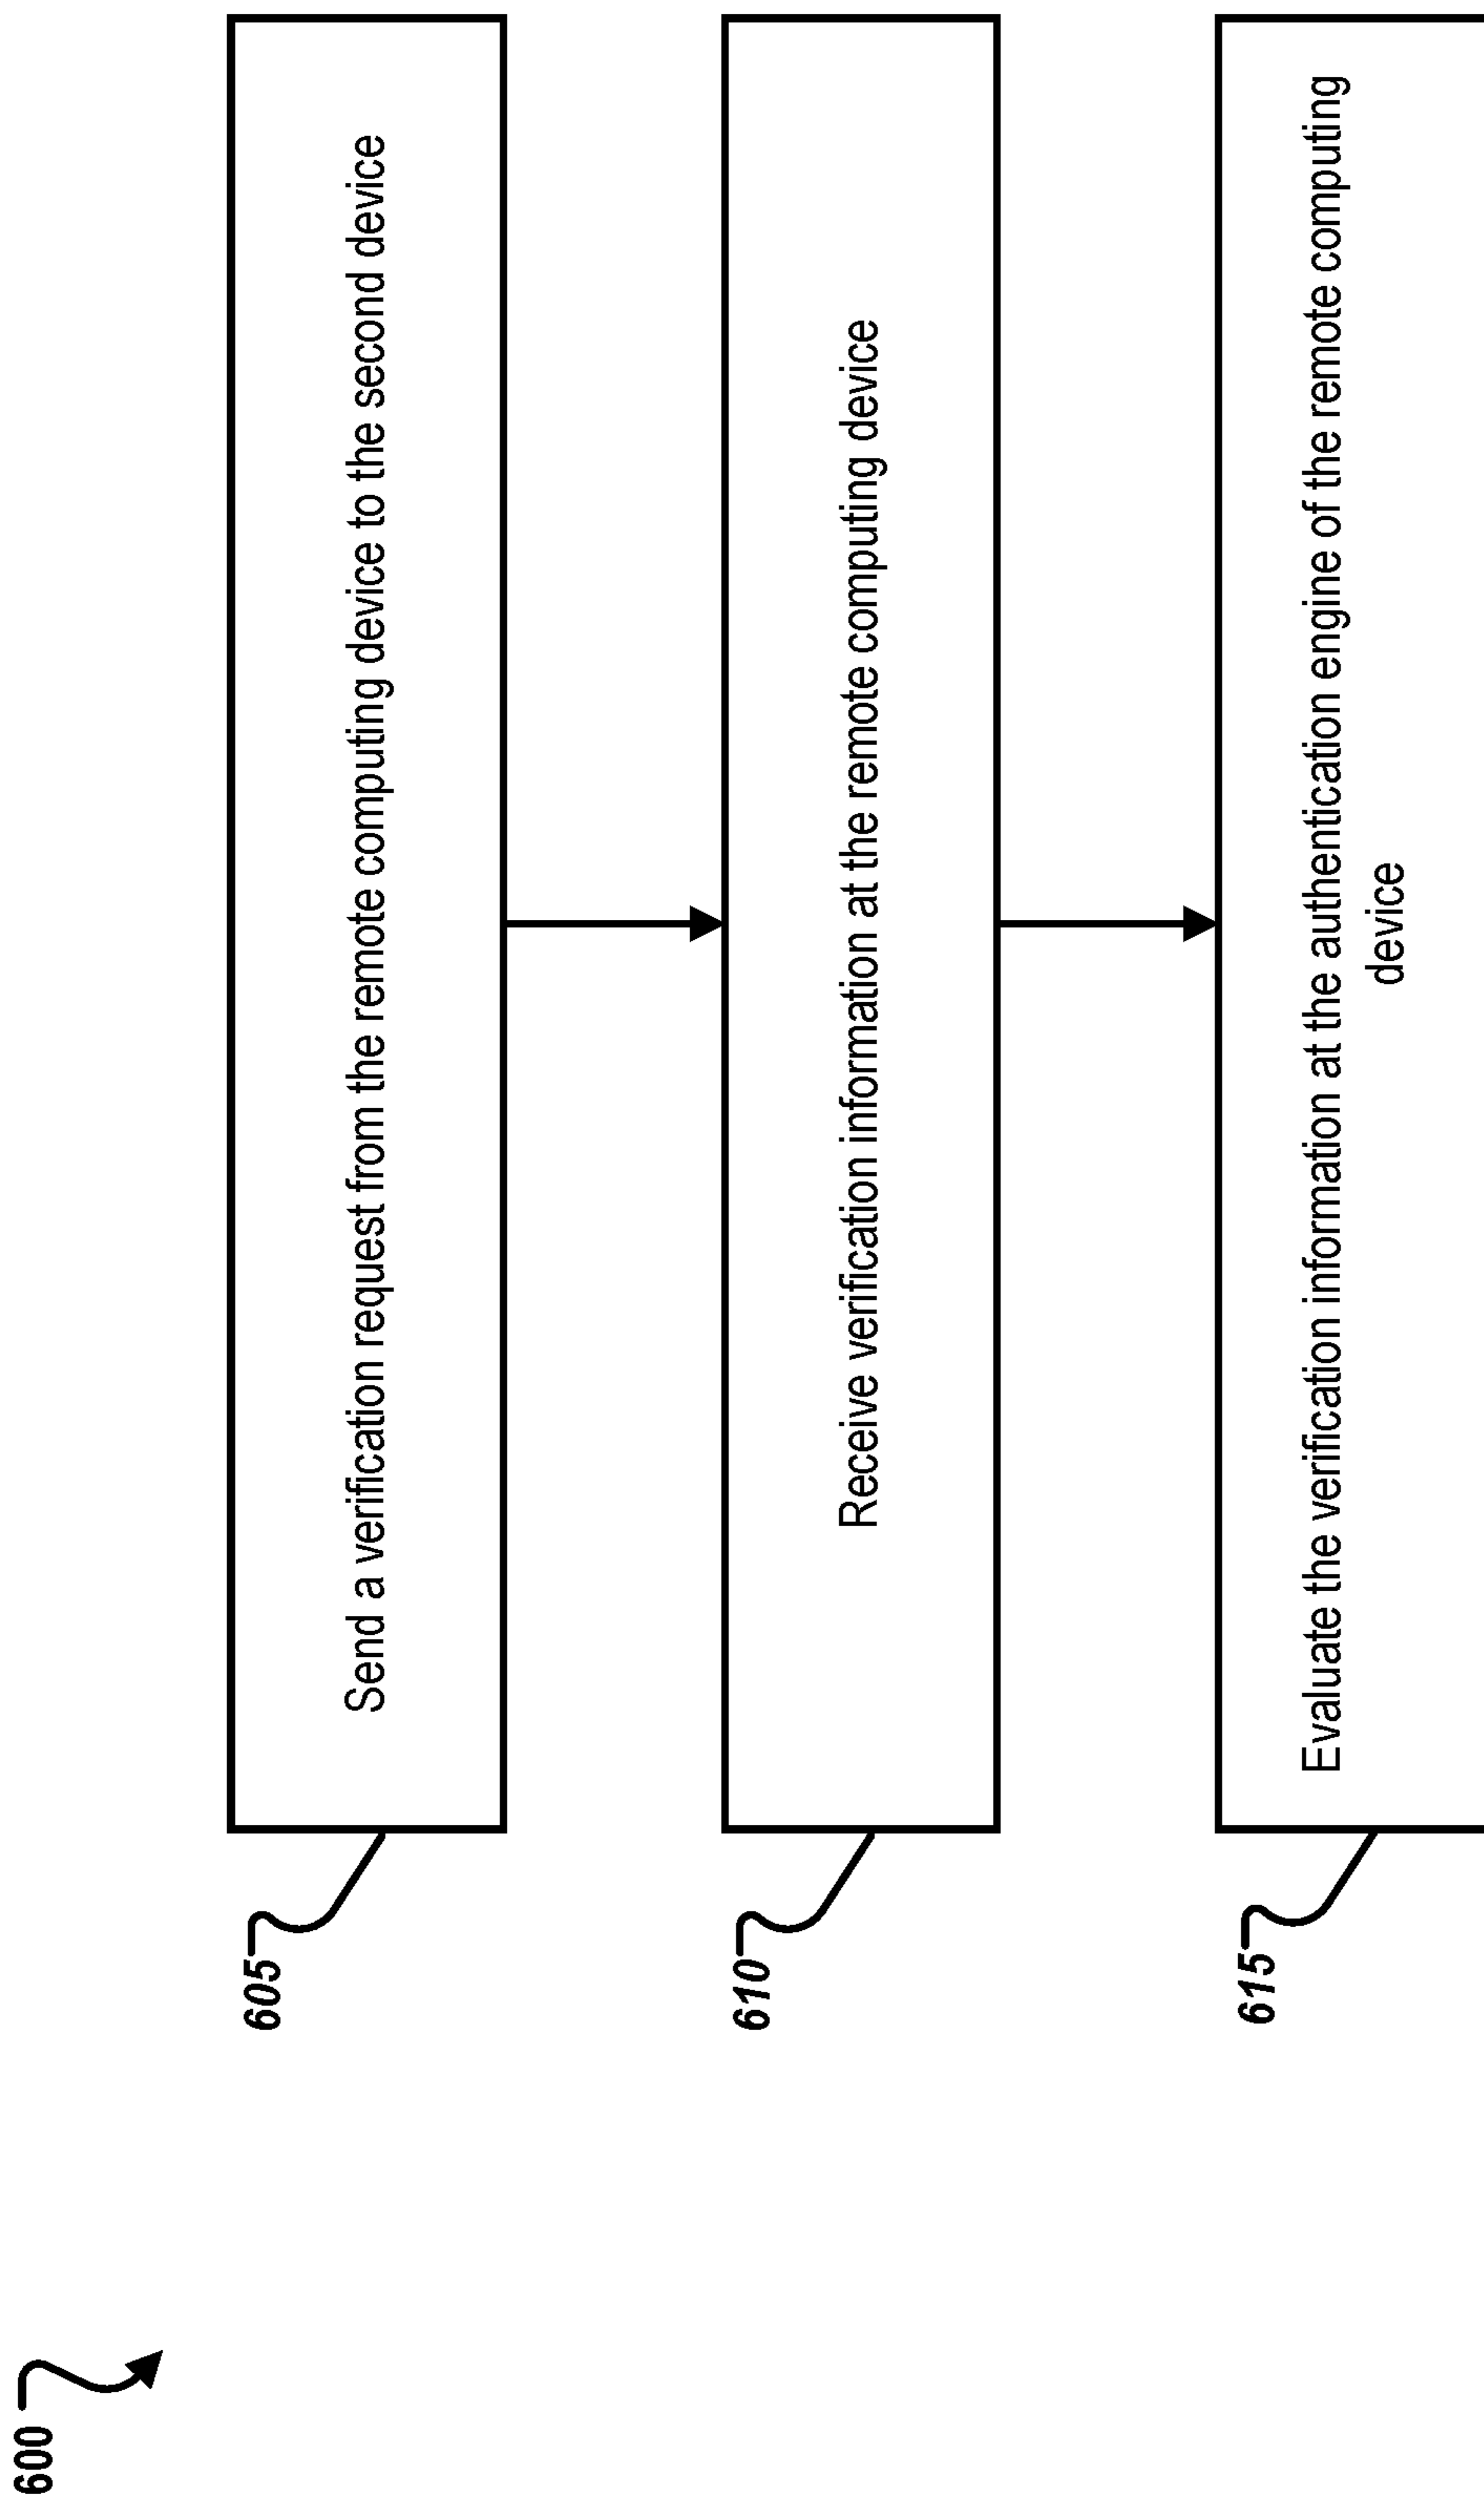 600
605
Send a verification request from the remote computing device to the second device
610
Receive verification information at the remote computing device
615
Evaluate the verification information at the authentication engine of the remote computing
device